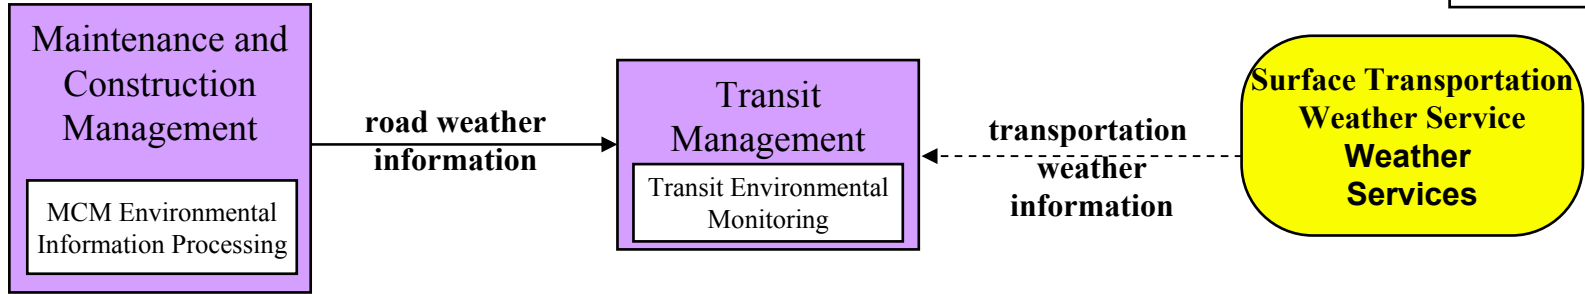 Maintenance and
Construction
Management
MCM Environmental
Information Processing
road weather
information
Transit
Management
Transit Environmental
Monitoring
transportation
weather
information
Surface Transportation
Weather Service
Weather
Services